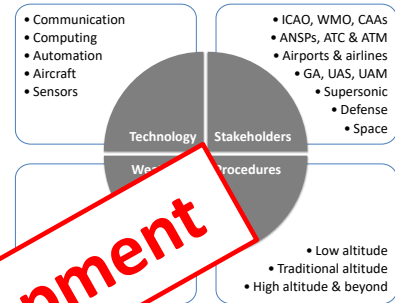 • Communication
• Computing
• Automation
• Aircraft
• Sensors
• ICAO, WMO, CAAs
• ANSPs, ATC & ATM
• Airports & airlines
• GA, UAS, UAM
• Supersonic
• Defense
• Space
Technology
Stakeholders
Procedures
• Low altitude
• Traditional altitude
• High altitude & beyond